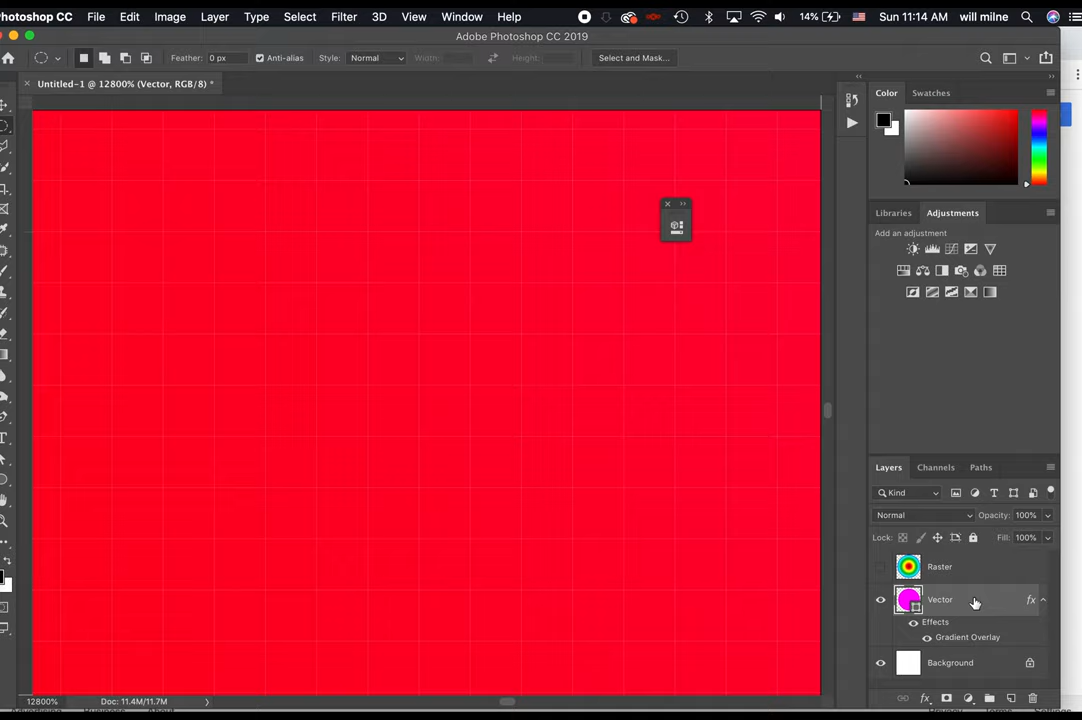 hotoshop CC File Edit Image Layer Type Select Filter 3D View Window Help 14% Sun 11:14 AM will milne
Adobe Photoshop CC 2019
Feather: 0 px Anti-alias Style: Normal Width: Height: Select and Mask...
Untitled-1 @ 12800% (Vector, RGB/8) *
Color Swatches
Libraries Adjustments
Add an adjustment
Layers Channels Paths
Kind
Normal Opacity: 100%
Lock: Fill: 100%
Raster
Vector fx
Effects
Gradient Overlay
Background
12800% Doc: 11.4M/11.7M
fx